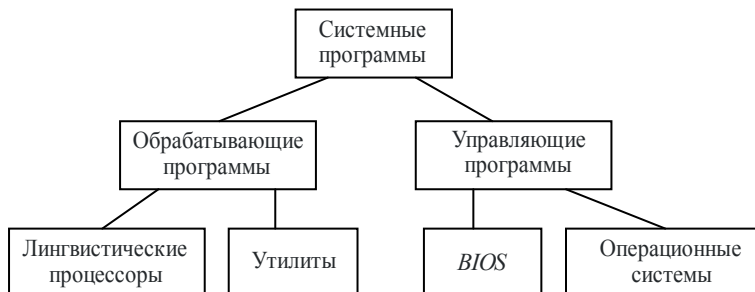 Системные
программы
Обрабатывающие
программы
Управляющие
программы
Лингвистические
процессоры
Утилиты
BIOS
Операционные
системы